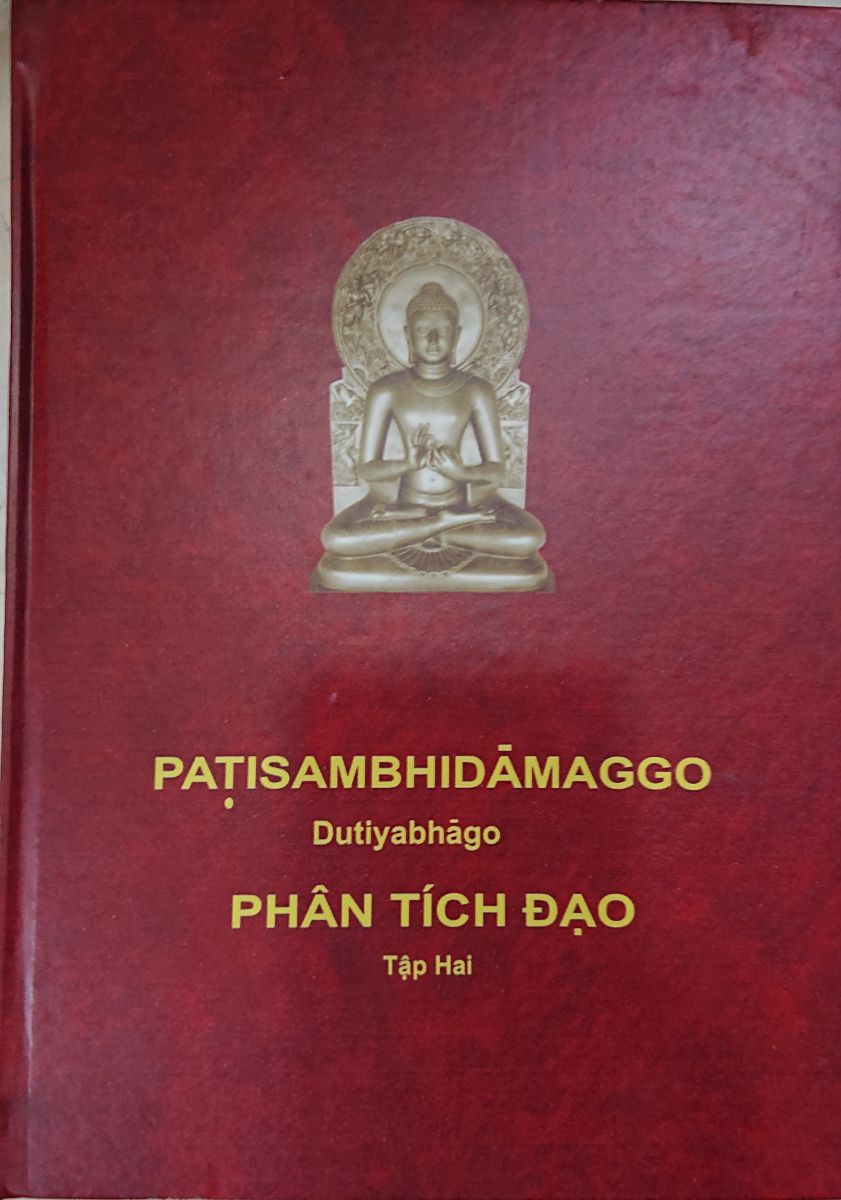 PAṬISAMBHIDĀMAGGO
Dutiyabhāgo
PHÂN TÍCH ĐẠO
Tập Hai